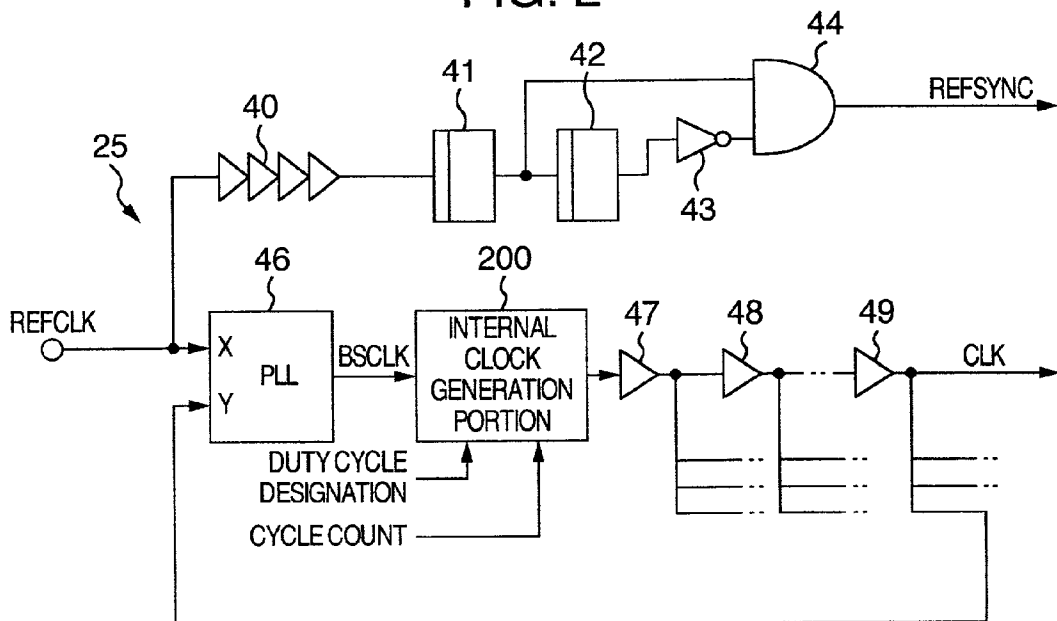 FIG. 2
44
42
41
REFSYNC
40
25
43
46
200
47
48
49
REFCLK
X
PLL
Y
BSCLK
INTERNAL
CLOCK
GENERATION
PORTION
CLK
DUTY CYCLE
DESIGNATION
CYCLE COUNT